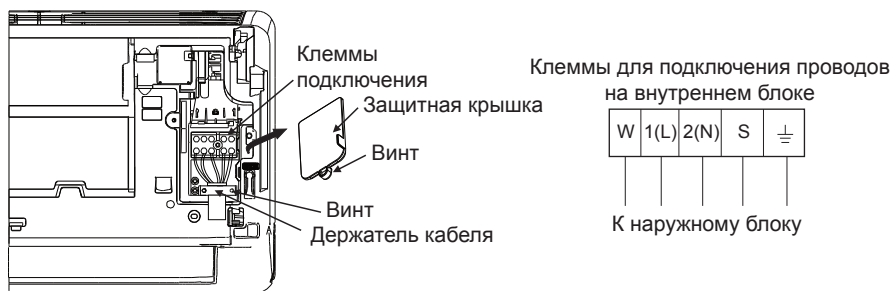 Клеммы
подключения
Защитная крышка
Винт
Винт
Держатель кабеля
Клеммы для подключения проводов
на внутреннем блоке
W 1(L) 2(N) S
К наружному блоку